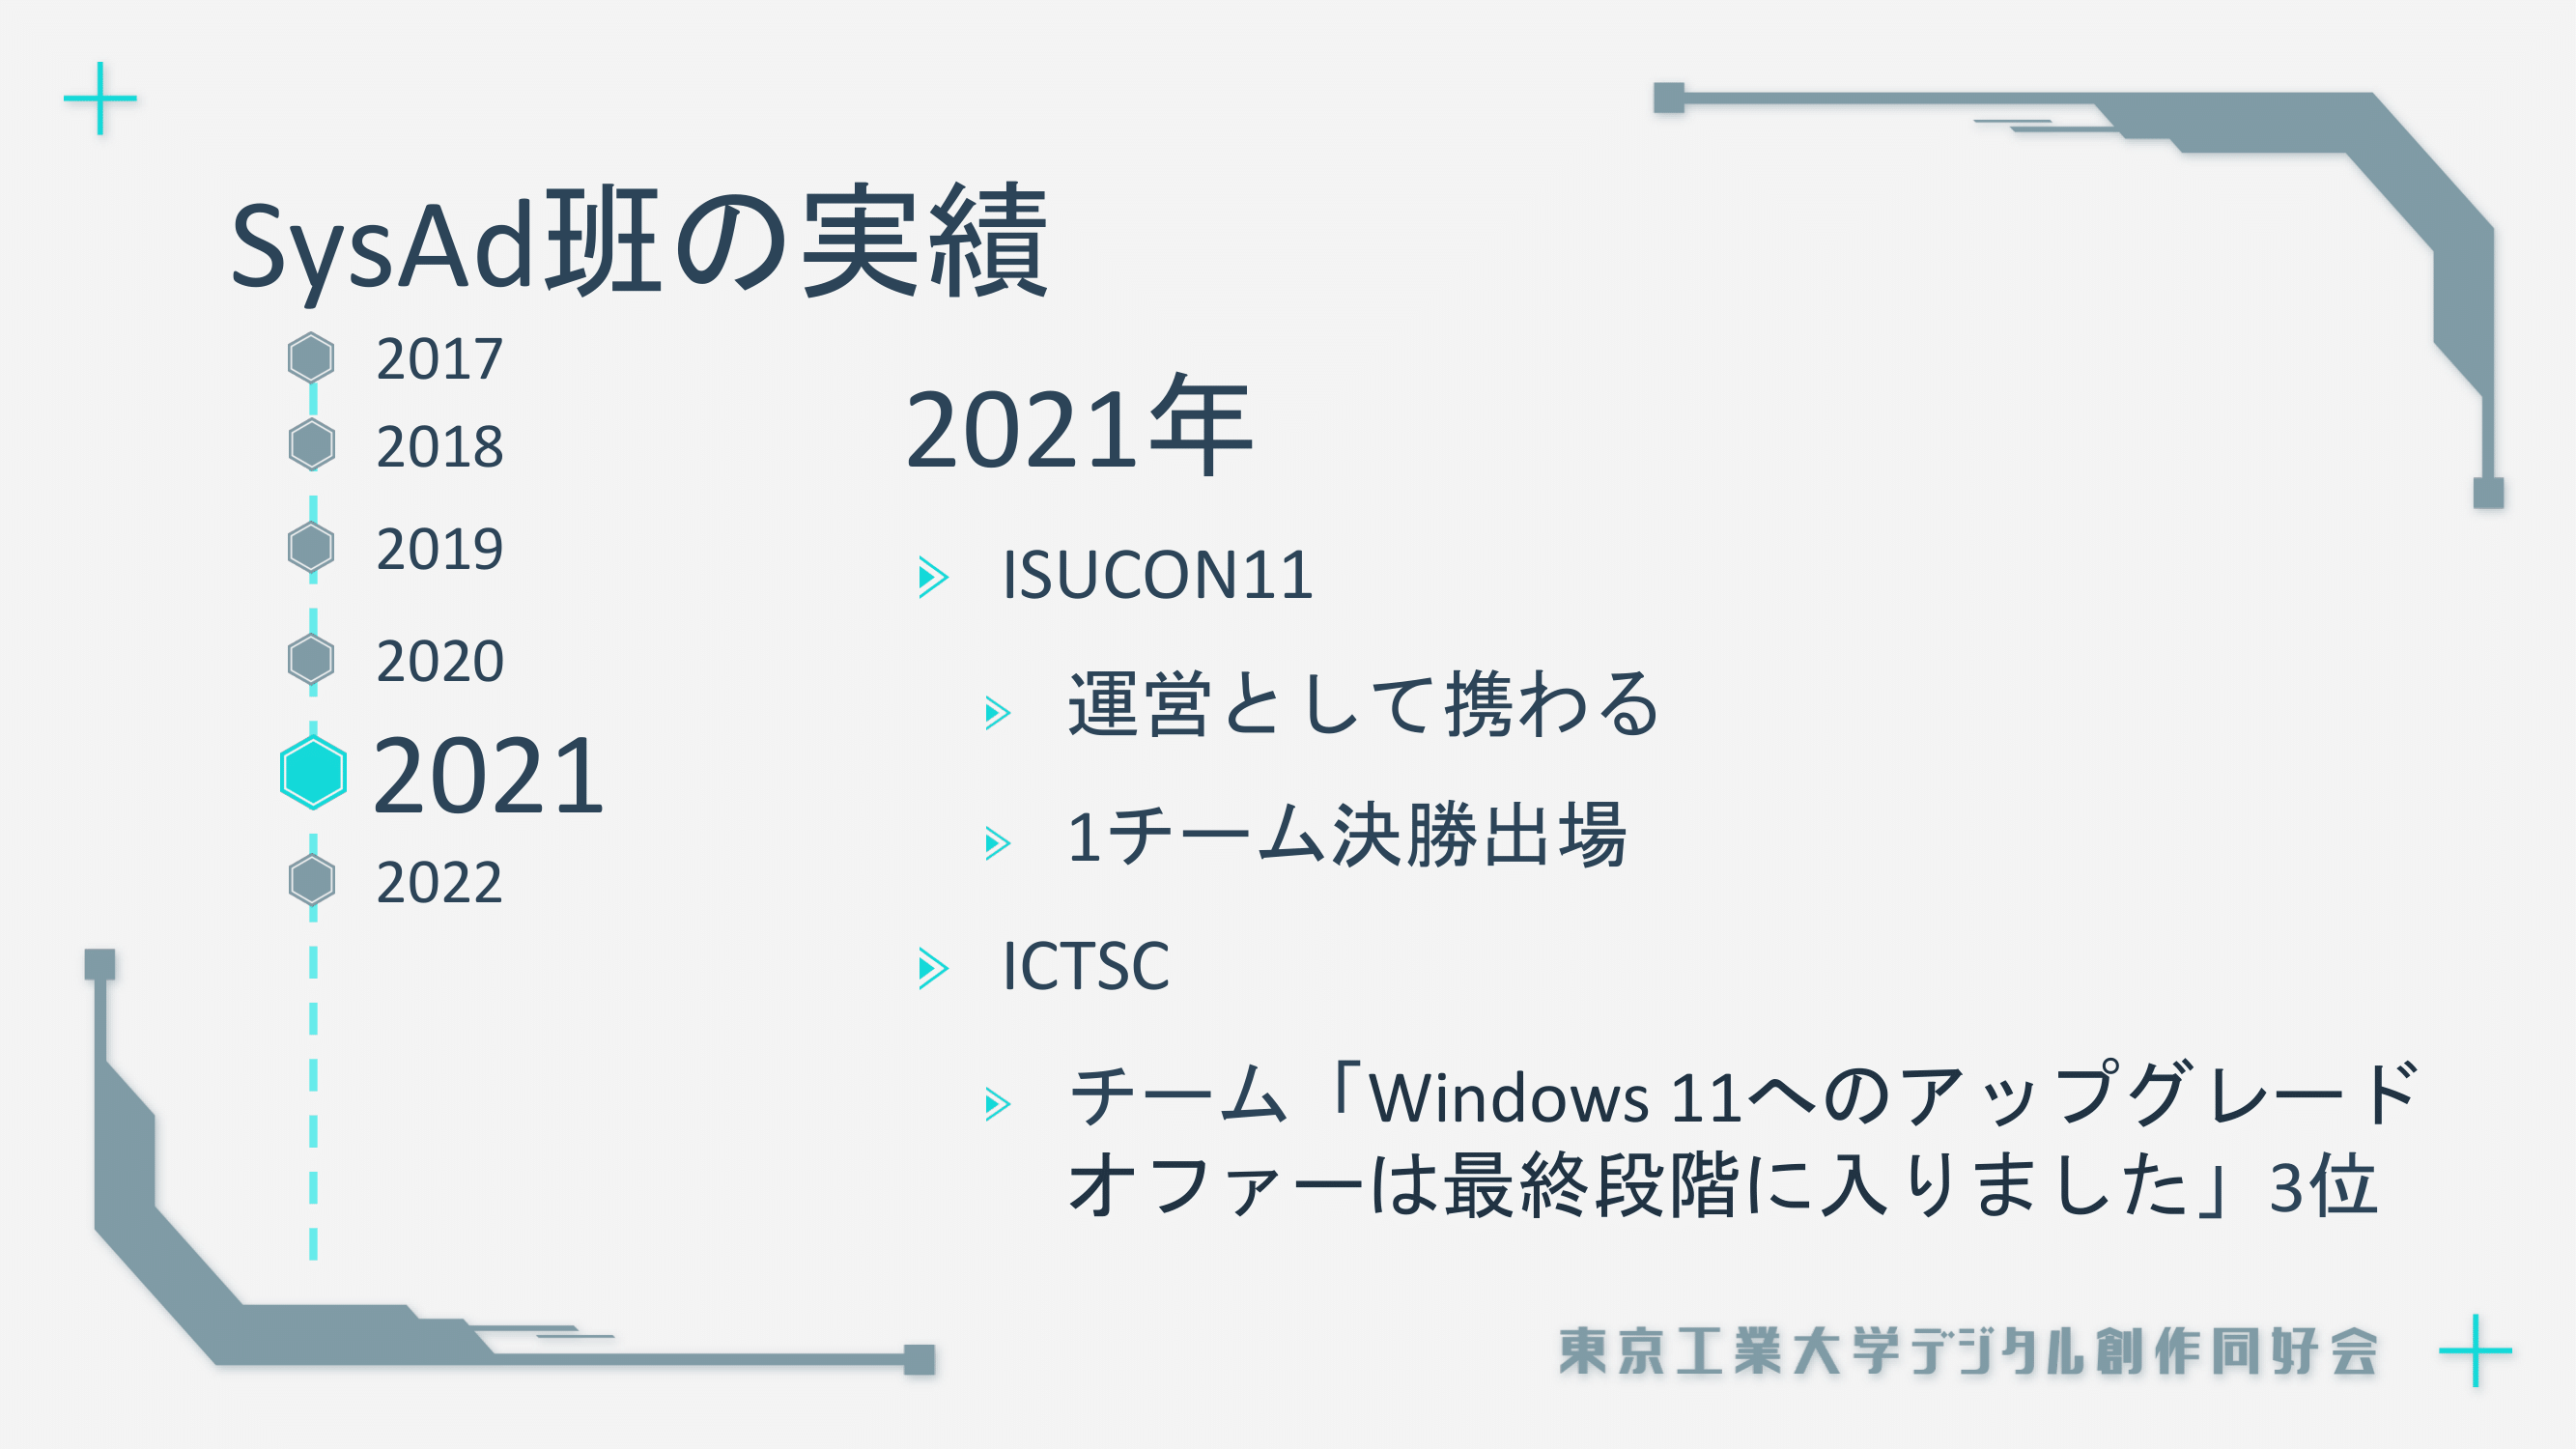 SysAd班の実績
2017
2018
2019
2020
2021
2022
2021年
ISUCON11
運営として携わる
1チーム決勝出場
ICTSC
チーム「Windows 11へのアップグレード
オファーは最終段階に入りました」3位
東京工業大学デジタル創作同好会